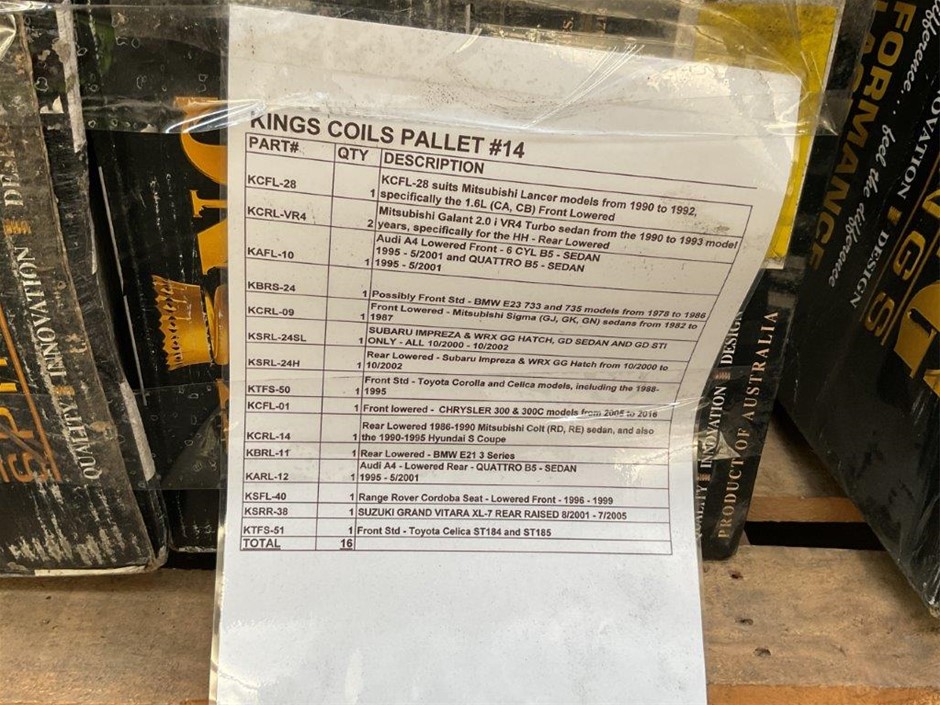 KINGS COILS PALLET #14
PART# QTY DESCRIPTION
KCFL-28 1 KCFL-28 suits Mitsubishi Lancer models from 1990 to 1992,
specifically the 1.6L (CA, CB) Front Lowered
KCRL-VR4 2 Mitsubishi Galant 2.0 i VR4 Turbo sedan from the 1990 to 1993 model
years, specifically for the HH - Rear Lowered
KAFL-10 1 Audi A4 Lowered Front - 6 CYL B5 - SEDAN
1995 - 5/2001 and QUATTRO B5 - SEDAN
1995 - 5/2001
KBRS-24 1 Possibly Front Std - BMW E23 733 and 735 models from 1978 to 1986
KCRL-09 1 Front Lowered - Mitsubishi Sigma (GJ, GK, GN) sedans from 1982 to
1987
KSRL-24SL 1 SUBARU IMPREZA & WRX GG HATCH, GD SEDAN AND GD STI
ONLY - ALL 10/2000 - 10/2002
KSRL-24H 1 Rear Lowered - Subaru Impreza & WRX GG Hatch from 10/2000 to
10/2002
KTFS-50 1 Front Std - Toyota Corolla and Celica models, including the 1988-
1995
KCFL-01 1 Front lowered - CHRYSLER 300 & 300C models from 2005 to 2016
KCRL-14 1 Rear Lowered 1986-1990 Mitsubishi Colt (RD, RE) sedan, and also
the 1990-1995 Hyundai S Coupe
KBRL-11 1 Rear Lowered - BMW E21 3 Series
KARL-12 1 Audi A4 - Lowered Rear - QUATTRO B5 - SEDAN
1995 - 5/2001
KSFL-40 1 Range Rover Cordoba Seat - Lowered Front - 1996 - 1999
KSRR-38 1 SUZUKI GRAND VITARA XL-7 REAR RAISED 8/2001 - 7/2005
KTFS-51 1 Front Std - Toyota Celica ST184 and ST185
TOTAL 16
QUALITY INNOVATION
INNOVATION DESIGN
PRODUCT OF AUSTRALIA
feel the difference
DESIGN